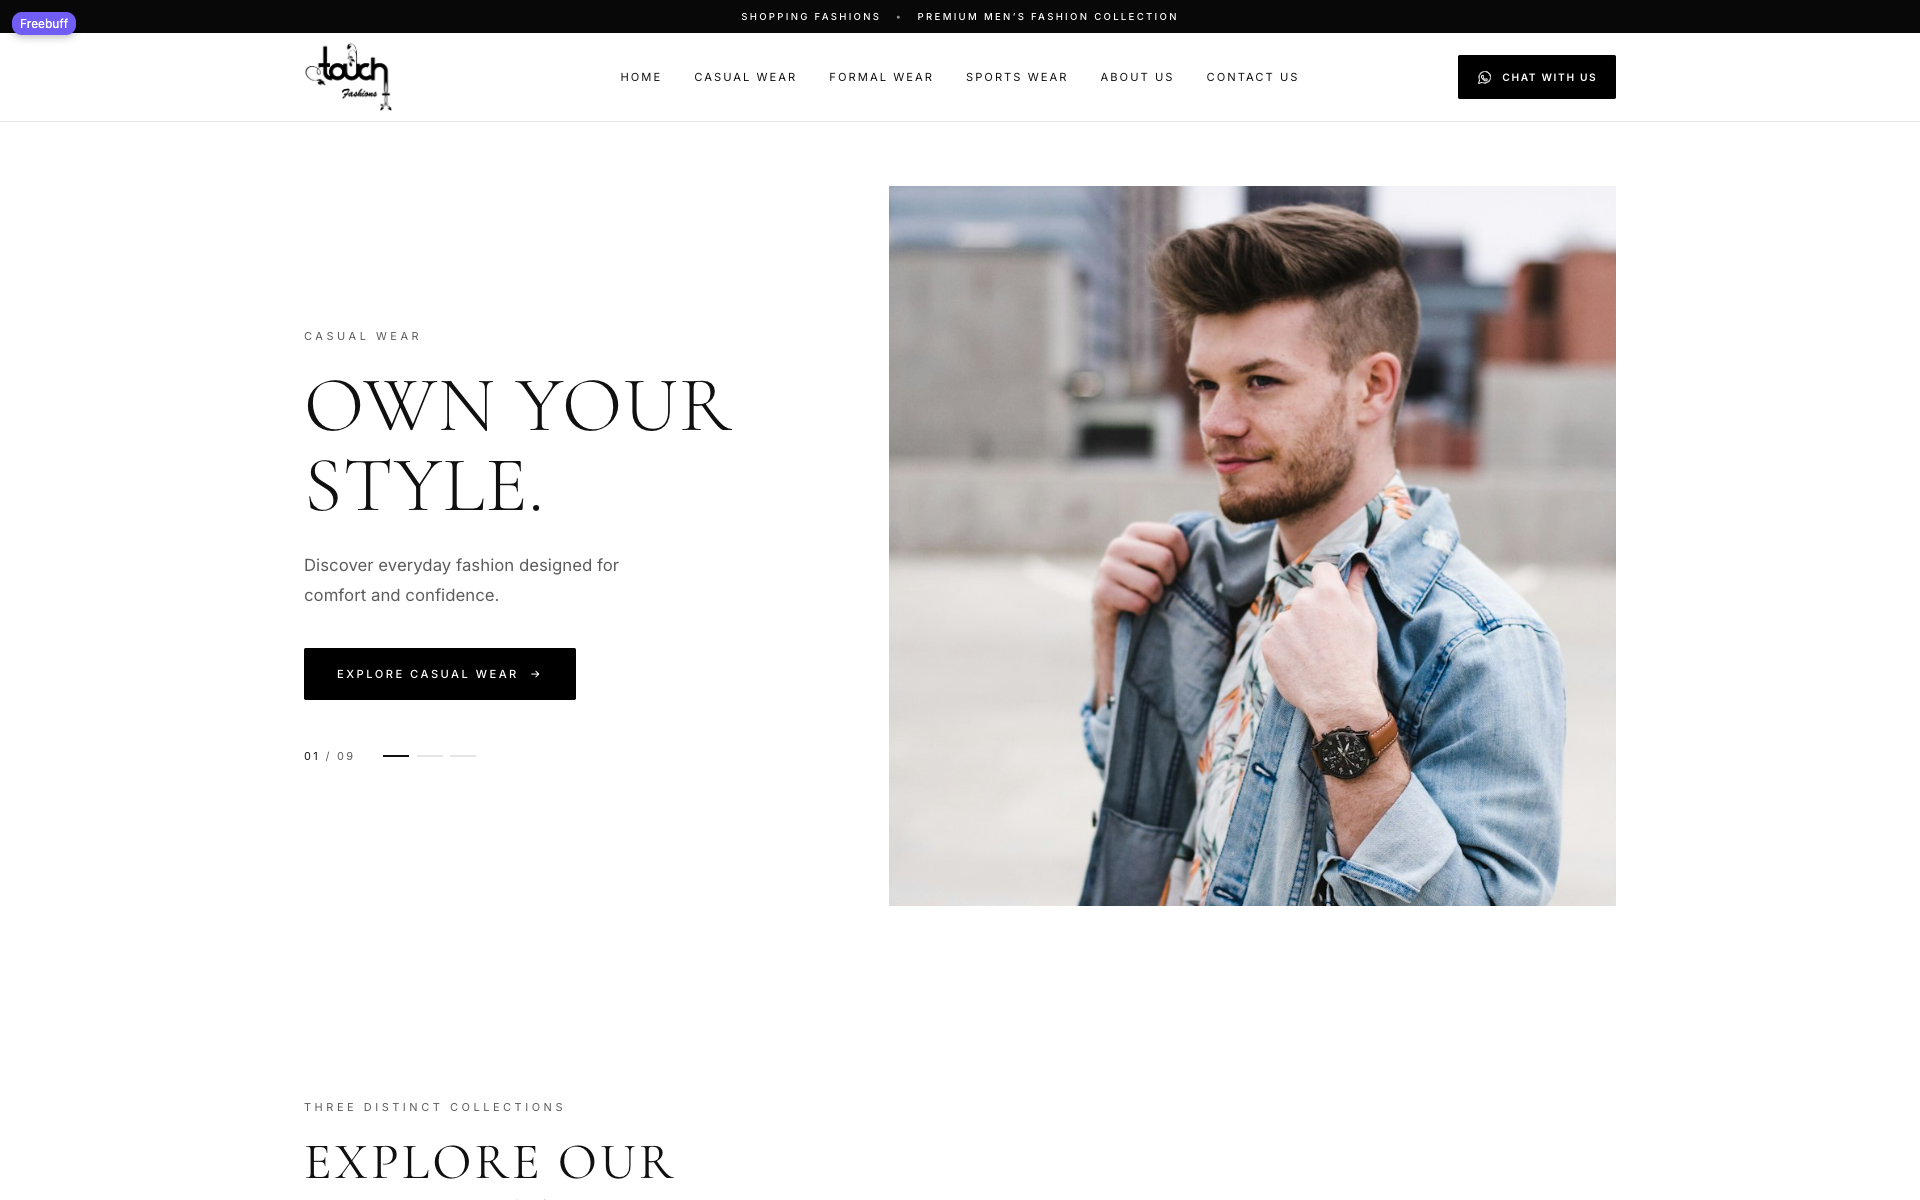 SHOPPING FASHIONS • PREMIUM MEN’S FASHION COLLECTION
Freebuff
touch
Fashions
HOME CASUAL WEAR FORMAL WEAR SPORTS WEAR ABOUT US CONTACT US
CHAT WITH US
CASUAL WEAR
OWN YOUR
STYLE.
Discover everyday fashion designed for
comfort and confidence.
EXPLORE CASUAL WEAR →
01 / 09
THREE DISTINCT COLLECTIONS
EXPLORE OUR